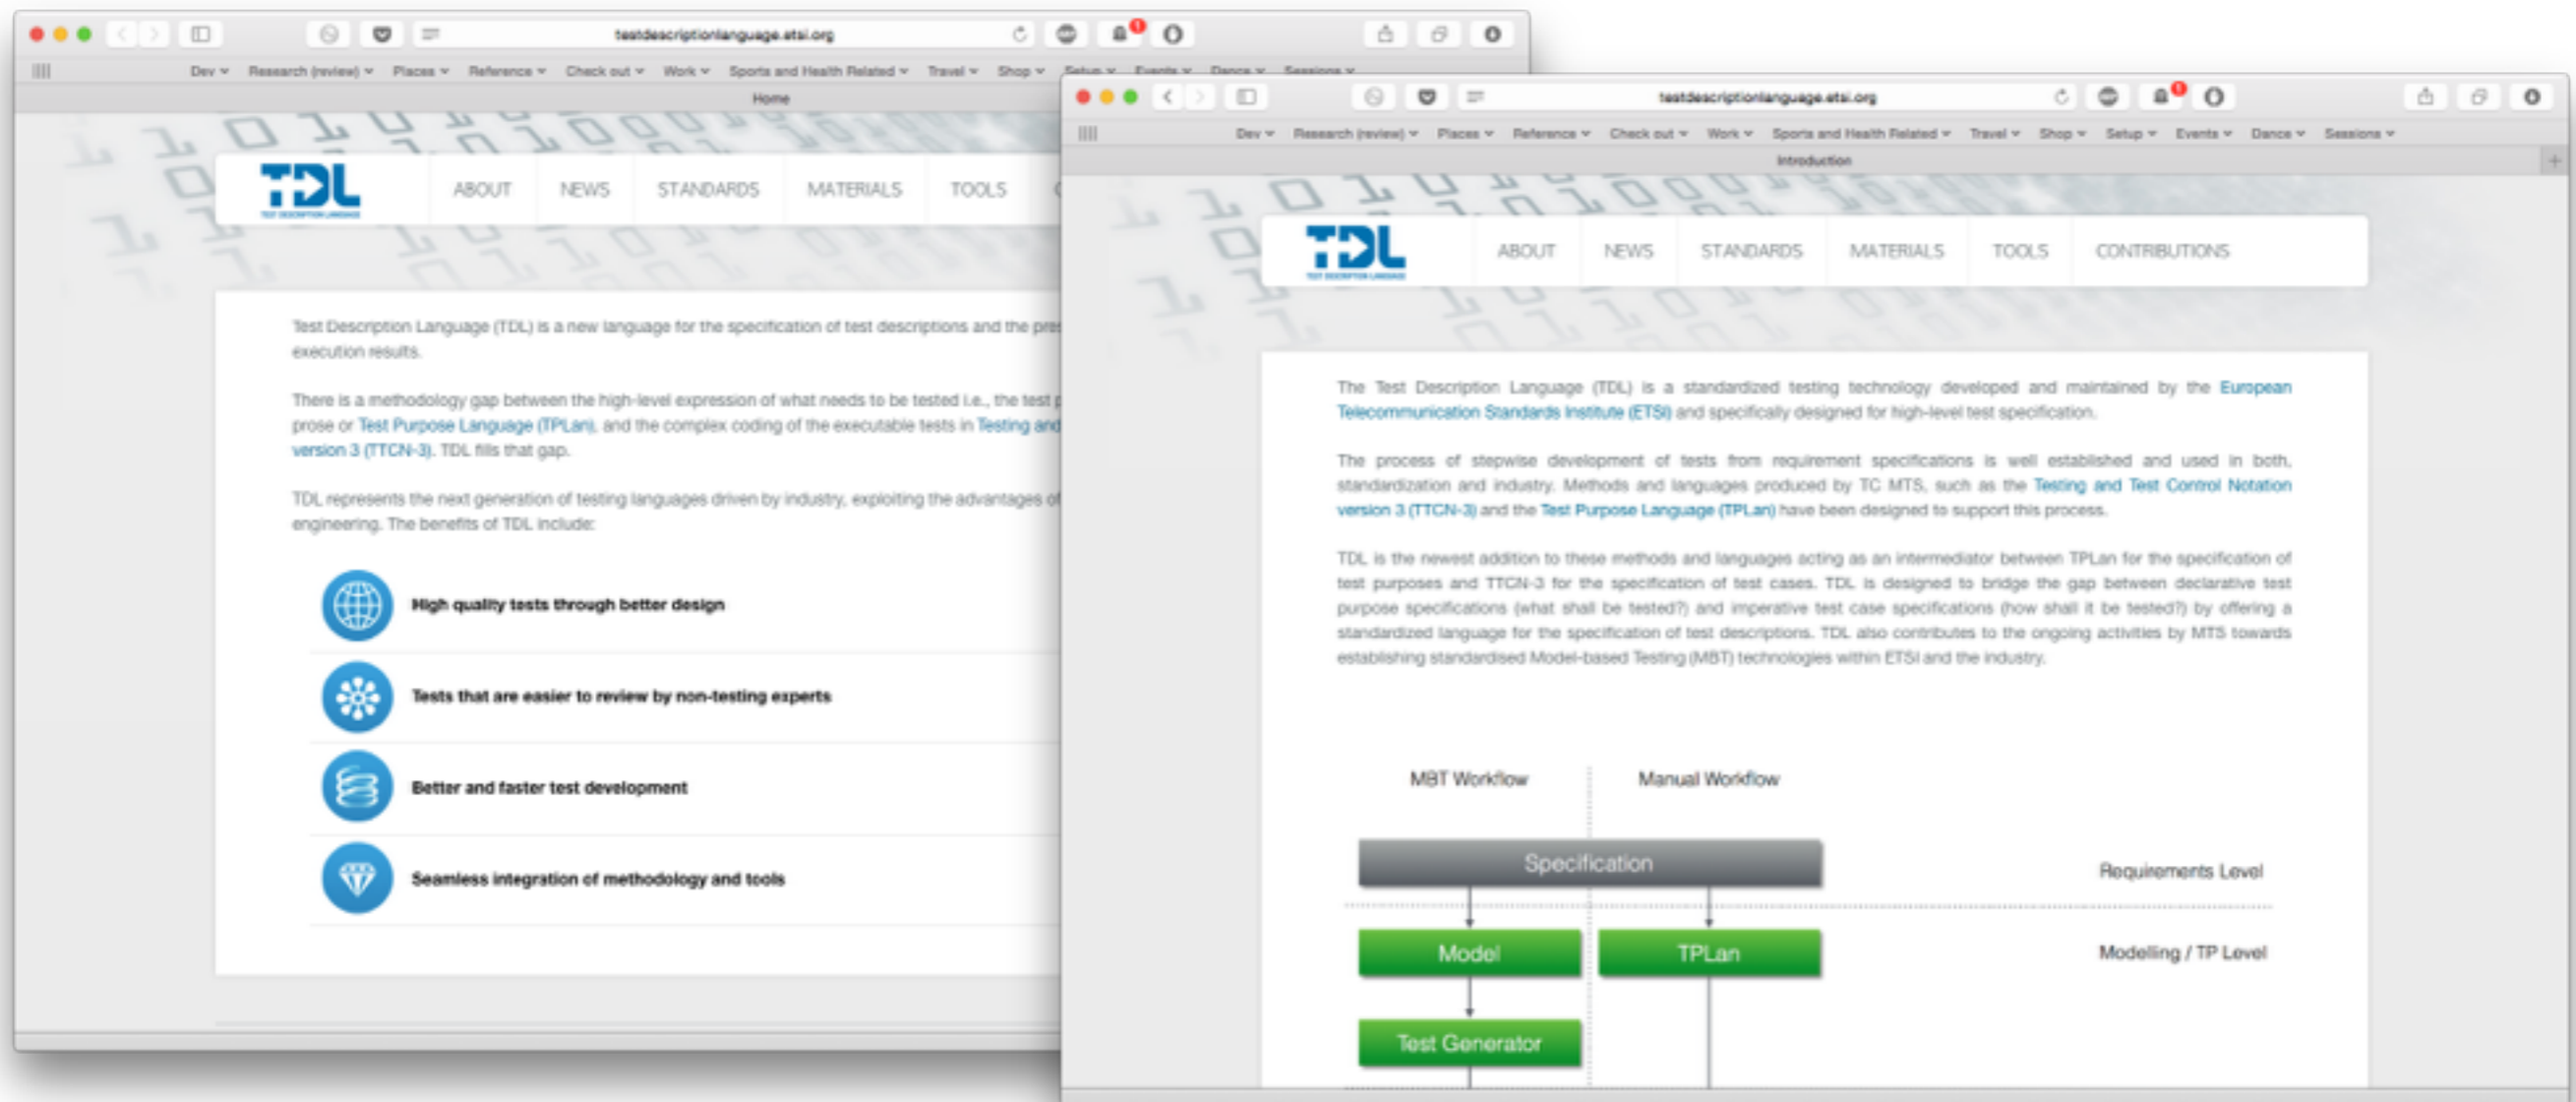 testdescriptionlanguage.etsi.org
1
Dev Research (review) Places Reference Check out Work Sports and Health Related Travel Shop Setup Events Dance Sessions
Home
TDL
TEST DESCRIPTION LANGUAGE
ABOUT NEWS STANDARDS MATERIALS TOOLS
Test Description Language (TDL) is a new language for the specification of test descriptions and the
execution results.
There is a methodology gap between the high-level expression of what needs to be tested i.e., the test
prose or Test Purpose Language (TPLan), and the complex coding of the executable tests in Testing and
version 3 (TTCN-3). TDL fills that gap.
TDL represents the next generation of testing languages driven by industry, exploiting the advantages of
engineering. The benefits of TDL include:
High quality tests through better design
Tests that are easier to review by non-testing experts
Better and faster test development
Seamless integration of methodology and tools
testdescriptionlanguage.etsi.org
1
Dev Research (review) Places Reference Check out Work Sports and Health Related Travel Shop Setup Events Dance Sessions
Introduction
TDL
TEST DESCRIPTION LANGUAGE
ABOUT NEWS STANDARDS MATERIALS TOOLS CONTRIBUTIONS
The Test Description Language (TDL) is a standardized testing technology developed and maintained by the European
Telecommunication Standards Institute (ETSI) and specifically designed for high-level test specification.
The process of stepwise development of tests from requirement specifications is well established and used in both,
standardization and industry. Methods and languages produced by TC MTS, such as the Testing and Test Control Notation
version 3 (TTCN-3) and the Test Purpose Language (TPLan) have been designed to support this process.
TDL is the newest addition to these methods and languages acting as an intermediator between TPLan for the specification of
test purposes and TTCN-3 for the specification of test cases. TDL is designed to bridge the gap between declarative test
purpose specifications (what shall be tested?) and imperative test case specifications (how shall it be tested?) by offering a
standardized language for the specification of test descriptions. TDL also contributes to the ongoing activities by MTS towards
establishing standardised Model-based Testing (MBT) technologies within ETSI and the industry.
MBT Workflow Manual Workflow
Specification
Requirements Level
Model TPLan Modelling / TP Level
Test Generator